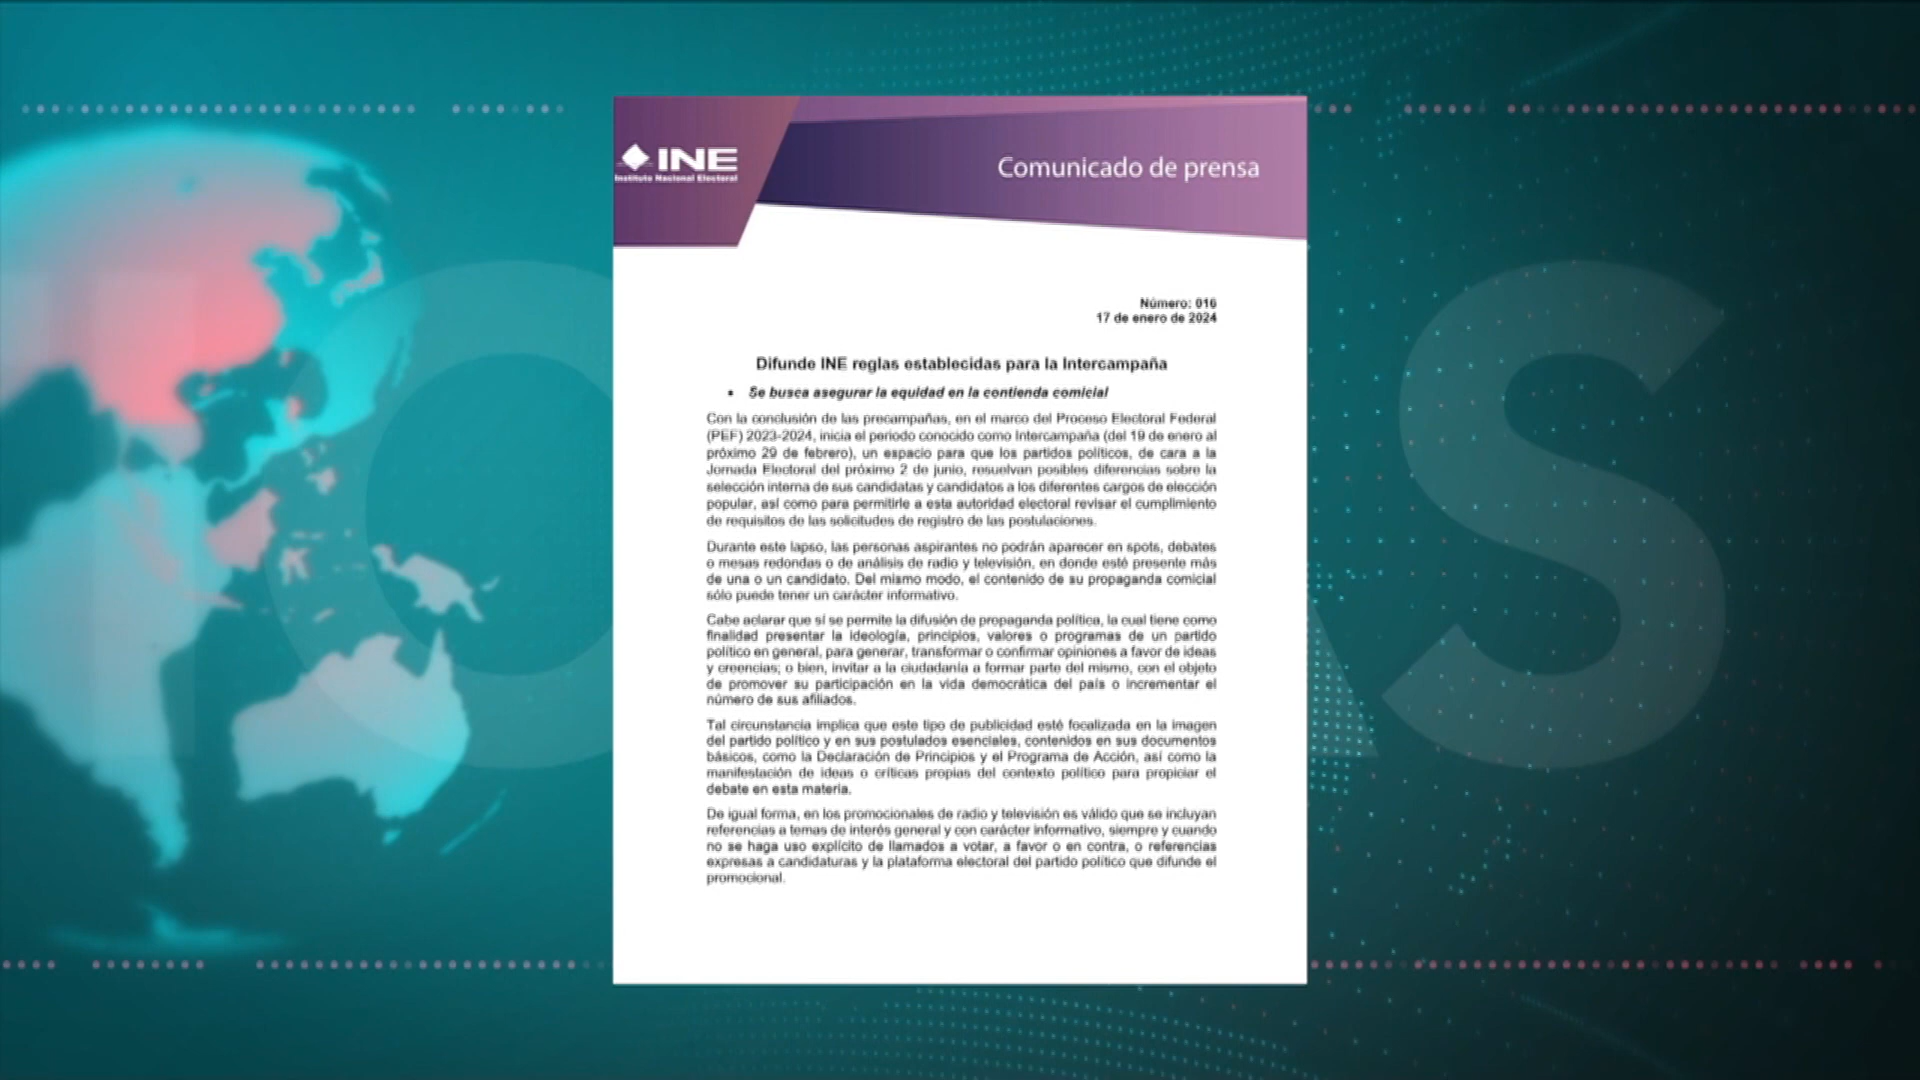 INE
Instituto Nacional Electoral
Comunicado de prensa
Número: 016
17 de enero de 2024
Difunde INE reglas establecidas para la Intercampaña
• Se busca asegurar la equidad en la contienda comicial
Con la conclusión de las precampañas, en el marco del Proceso Electoral Federal
(PEF) 2023-2024, inicia el periodo conocido como Intercampaña (del 19 de enero al
próximo 29 de febrero), un espacio para que los partidos políticos, de cara a la
Jornada Electoral del próximo 2 de junio, resuelvan posibles diferencias sobre la
selección interna de sus candidatas y candidatos a los diferentes cargos de elección
popular, así como para permitirle a esta autoridad electoral revisar el cumplimiento
de requisitos de las solicitudes de registro de las postulaciones.
Durante este lapso, las personas aspirantes no podrán aparecer en spots, debates
o mesas redondas o de análisis de radio y televisión, en donde esté presente más
de una o un candidato. Del mismo modo, el contenido de su propaganda comicial
sólo puede tener un carácter informativo.
Cabe aclarar que sí se permite la difusión de propaganda política, la cual tiene como
finalidad presentar la ideología, principios, valores o programas de un partido
político en general, para generar, transformar o confirmar opiniones a favor de ideas
y creencias; o bien, invitar a la ciudadanía a formar parte del mismo, con el objeto
de promover su participación en la vida democrática del país o incrementar el
número de sus afiliados.
Tal circunstancia implica que este tipo de publicidad esté focalizada en la imagen
del partido político y en sus postulados esenciales, contenidos en sus documentos
básicos, como la Declaración de Principios y el Programa de Acción, así como la
manifestación de ideas o críticas propias del contexto político para propiciar el
debate en esta materia.
De igual forma, en los promocionales de radio y televisión es válido que se incluyan
referencias a temas de interés general y con carácter informativo, siempre y cuando
no se haga uso explícito de llamados a votar, a favor o en contra, o referencias
expresas a candidaturas y la plataforma electoral del partido político que difunde el
promocional.